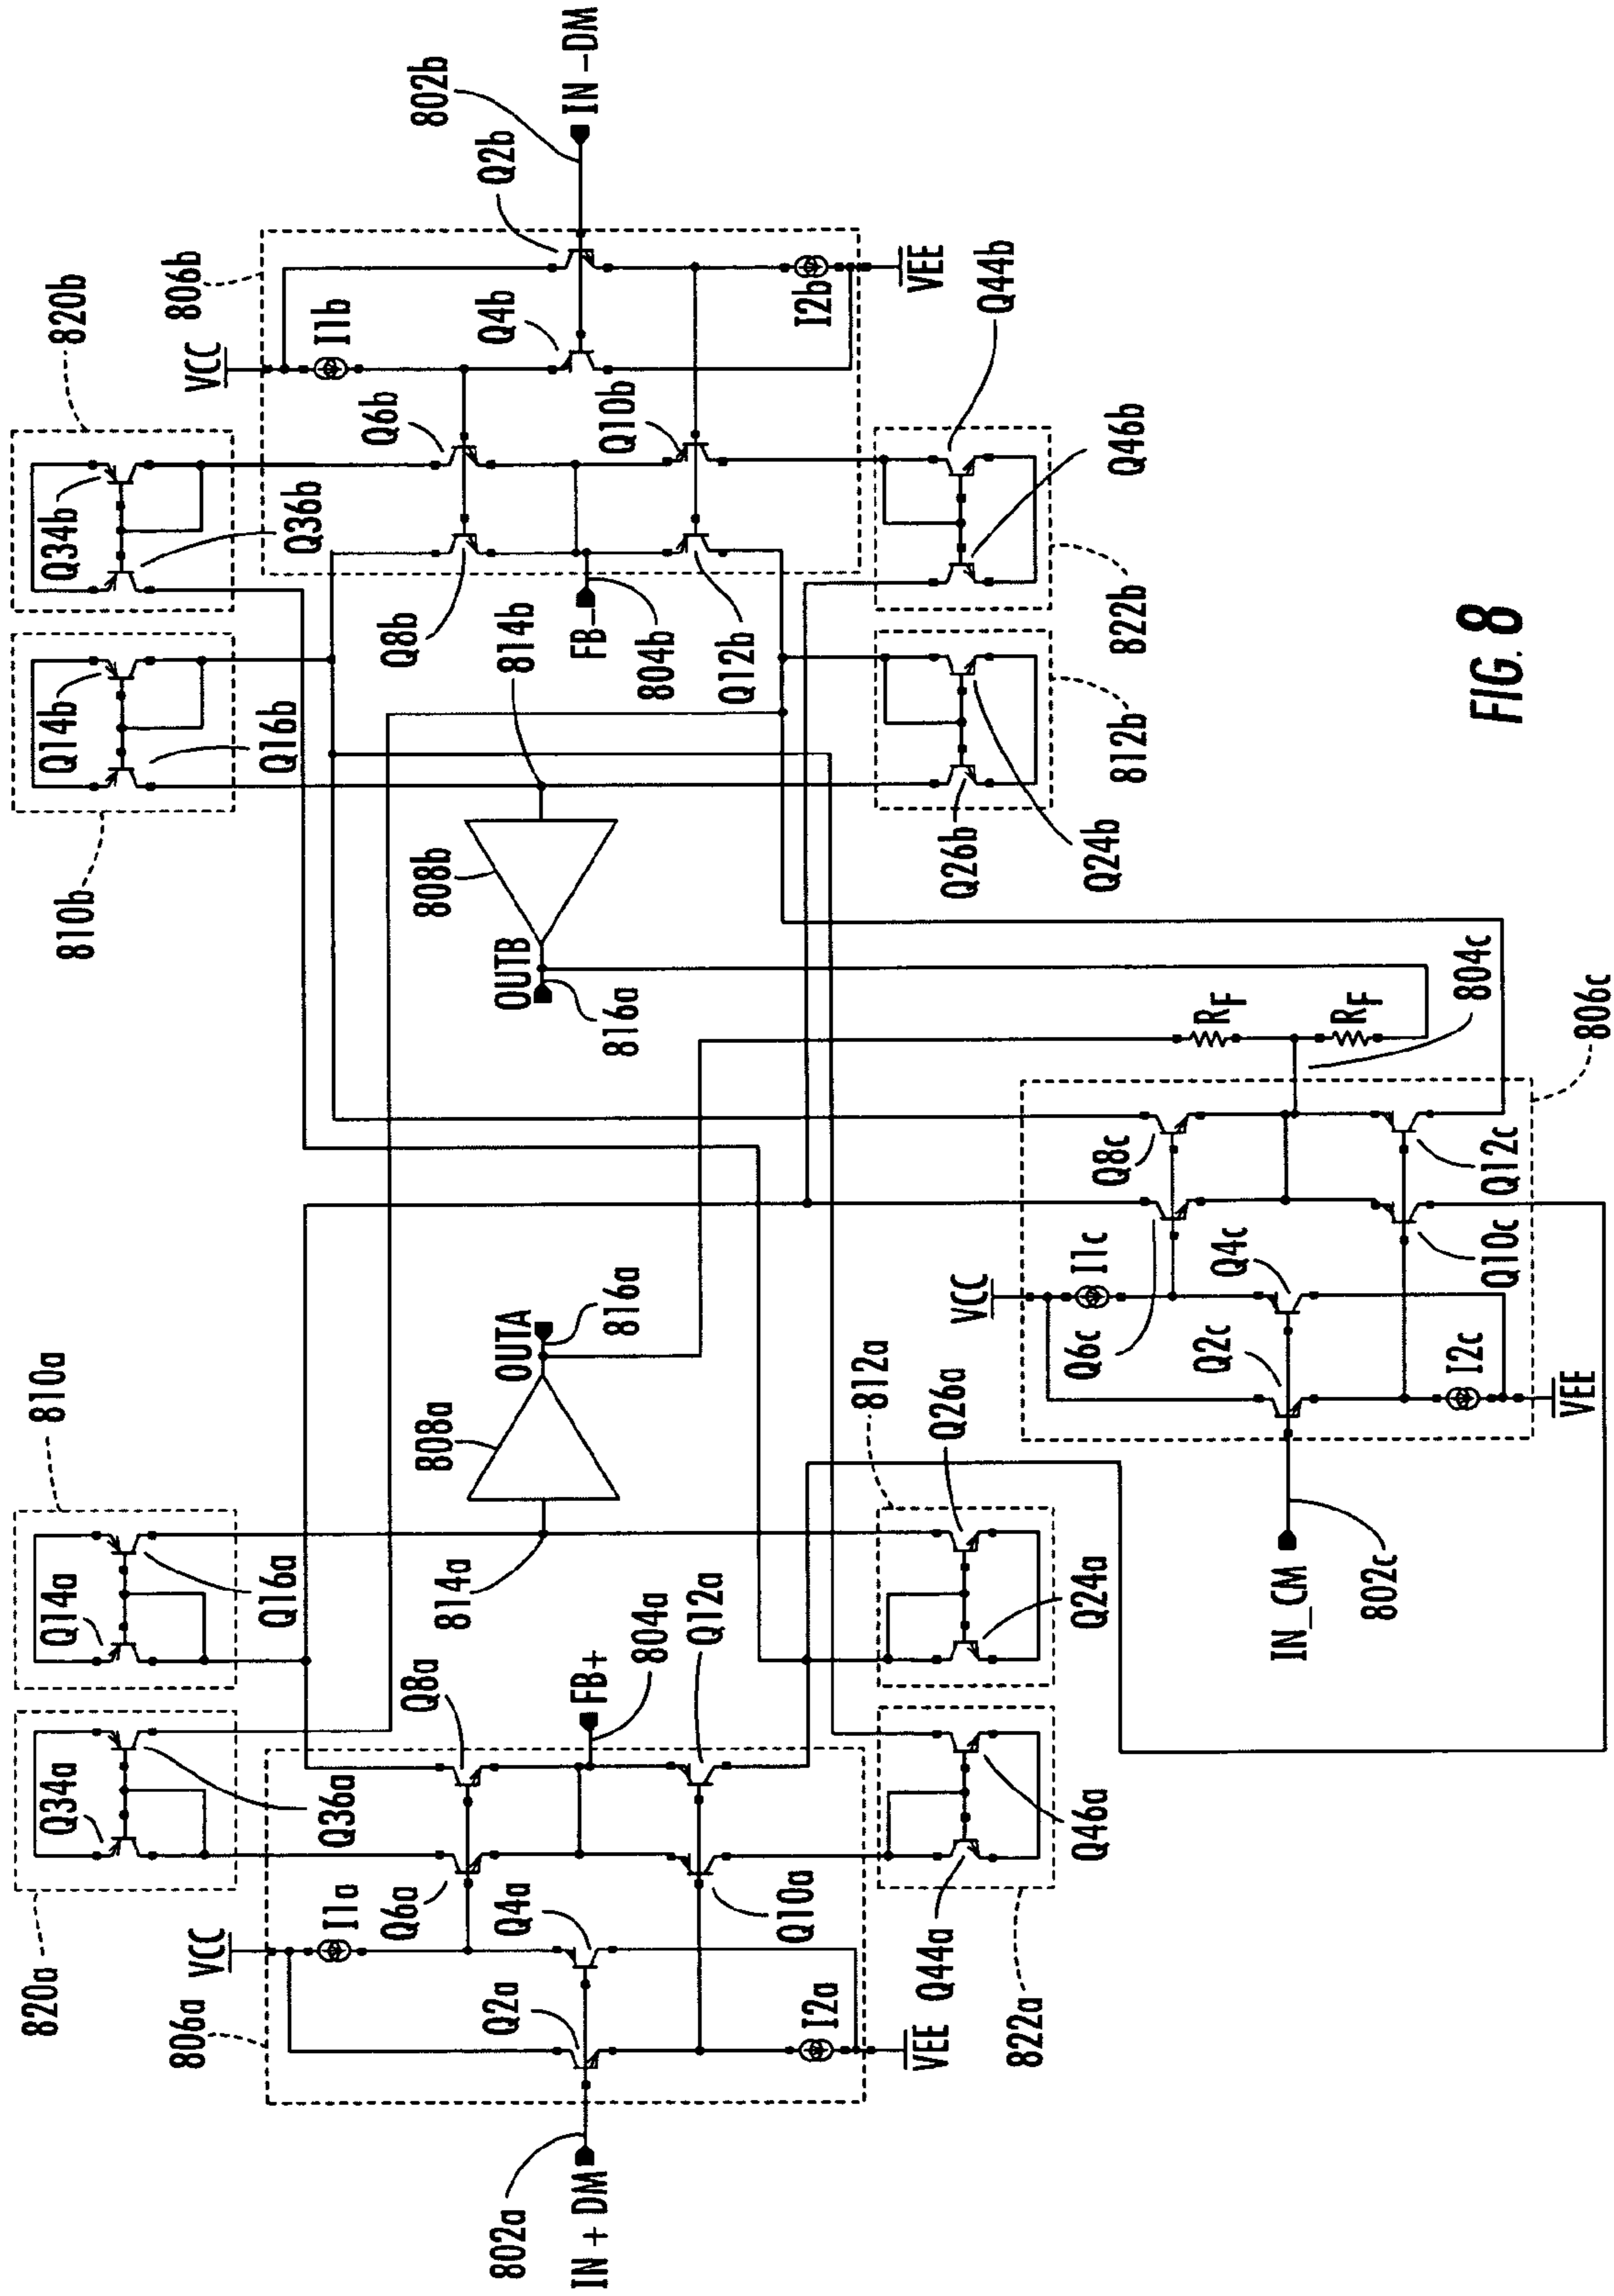 820a
Q34a
Q36a
810a
Q14a
Q16a
810b
Q14b
Q16b
820b
Q34b
Q36b
806a
VCC
I1a
Q6a
Q8a
Q2a
Q4a
802a
IN + DM
FB+
804a
Q12a
Q10a
I2a
VEE
Q44a
822a
Q46a
814a
808a
OUTA
816a
812a
Q26a
Q24a
OUTB
816a
808b
814b
FB-
804b
Q8b
Q6b
VCC
I1b
806b
Q4b
Q2b
802b
IN -DM
Q12b
Q10b
I2b
VEE
Q44b
Q46b
822b
812b
Q26b
Q24b
IN_CM
802c
VCC
I1c
Q6c
Q8c
Q2c
Q4c
I2c
VEE
Q10c
Q12c
RF
RF
804c
806c
FIG. 8